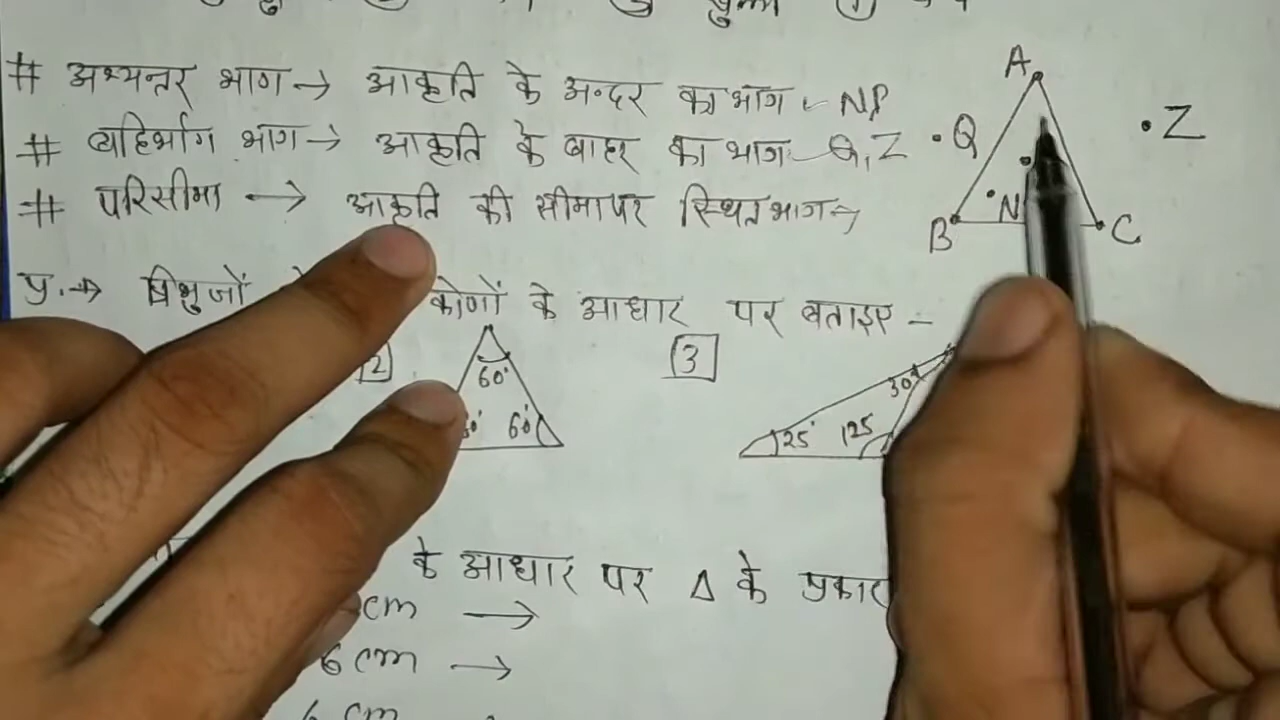 # अभ्यन्तर भाग → आकृति के अन्दर का भाग - N,P
# बहिर्भाग भाग → आकृति के बाहर का भाग - Q, Z
# परिसीमा → आकृति की सीमा पर स्थित भाग →
A
Q
Z
N
B
C
प्र. → त्रिभुजों कोणों के आधार पर बताइए -
2
60°
60°
3
30°
25°
125
के आधार पर Δ के प्रकार
cm →
6 cm →
cm